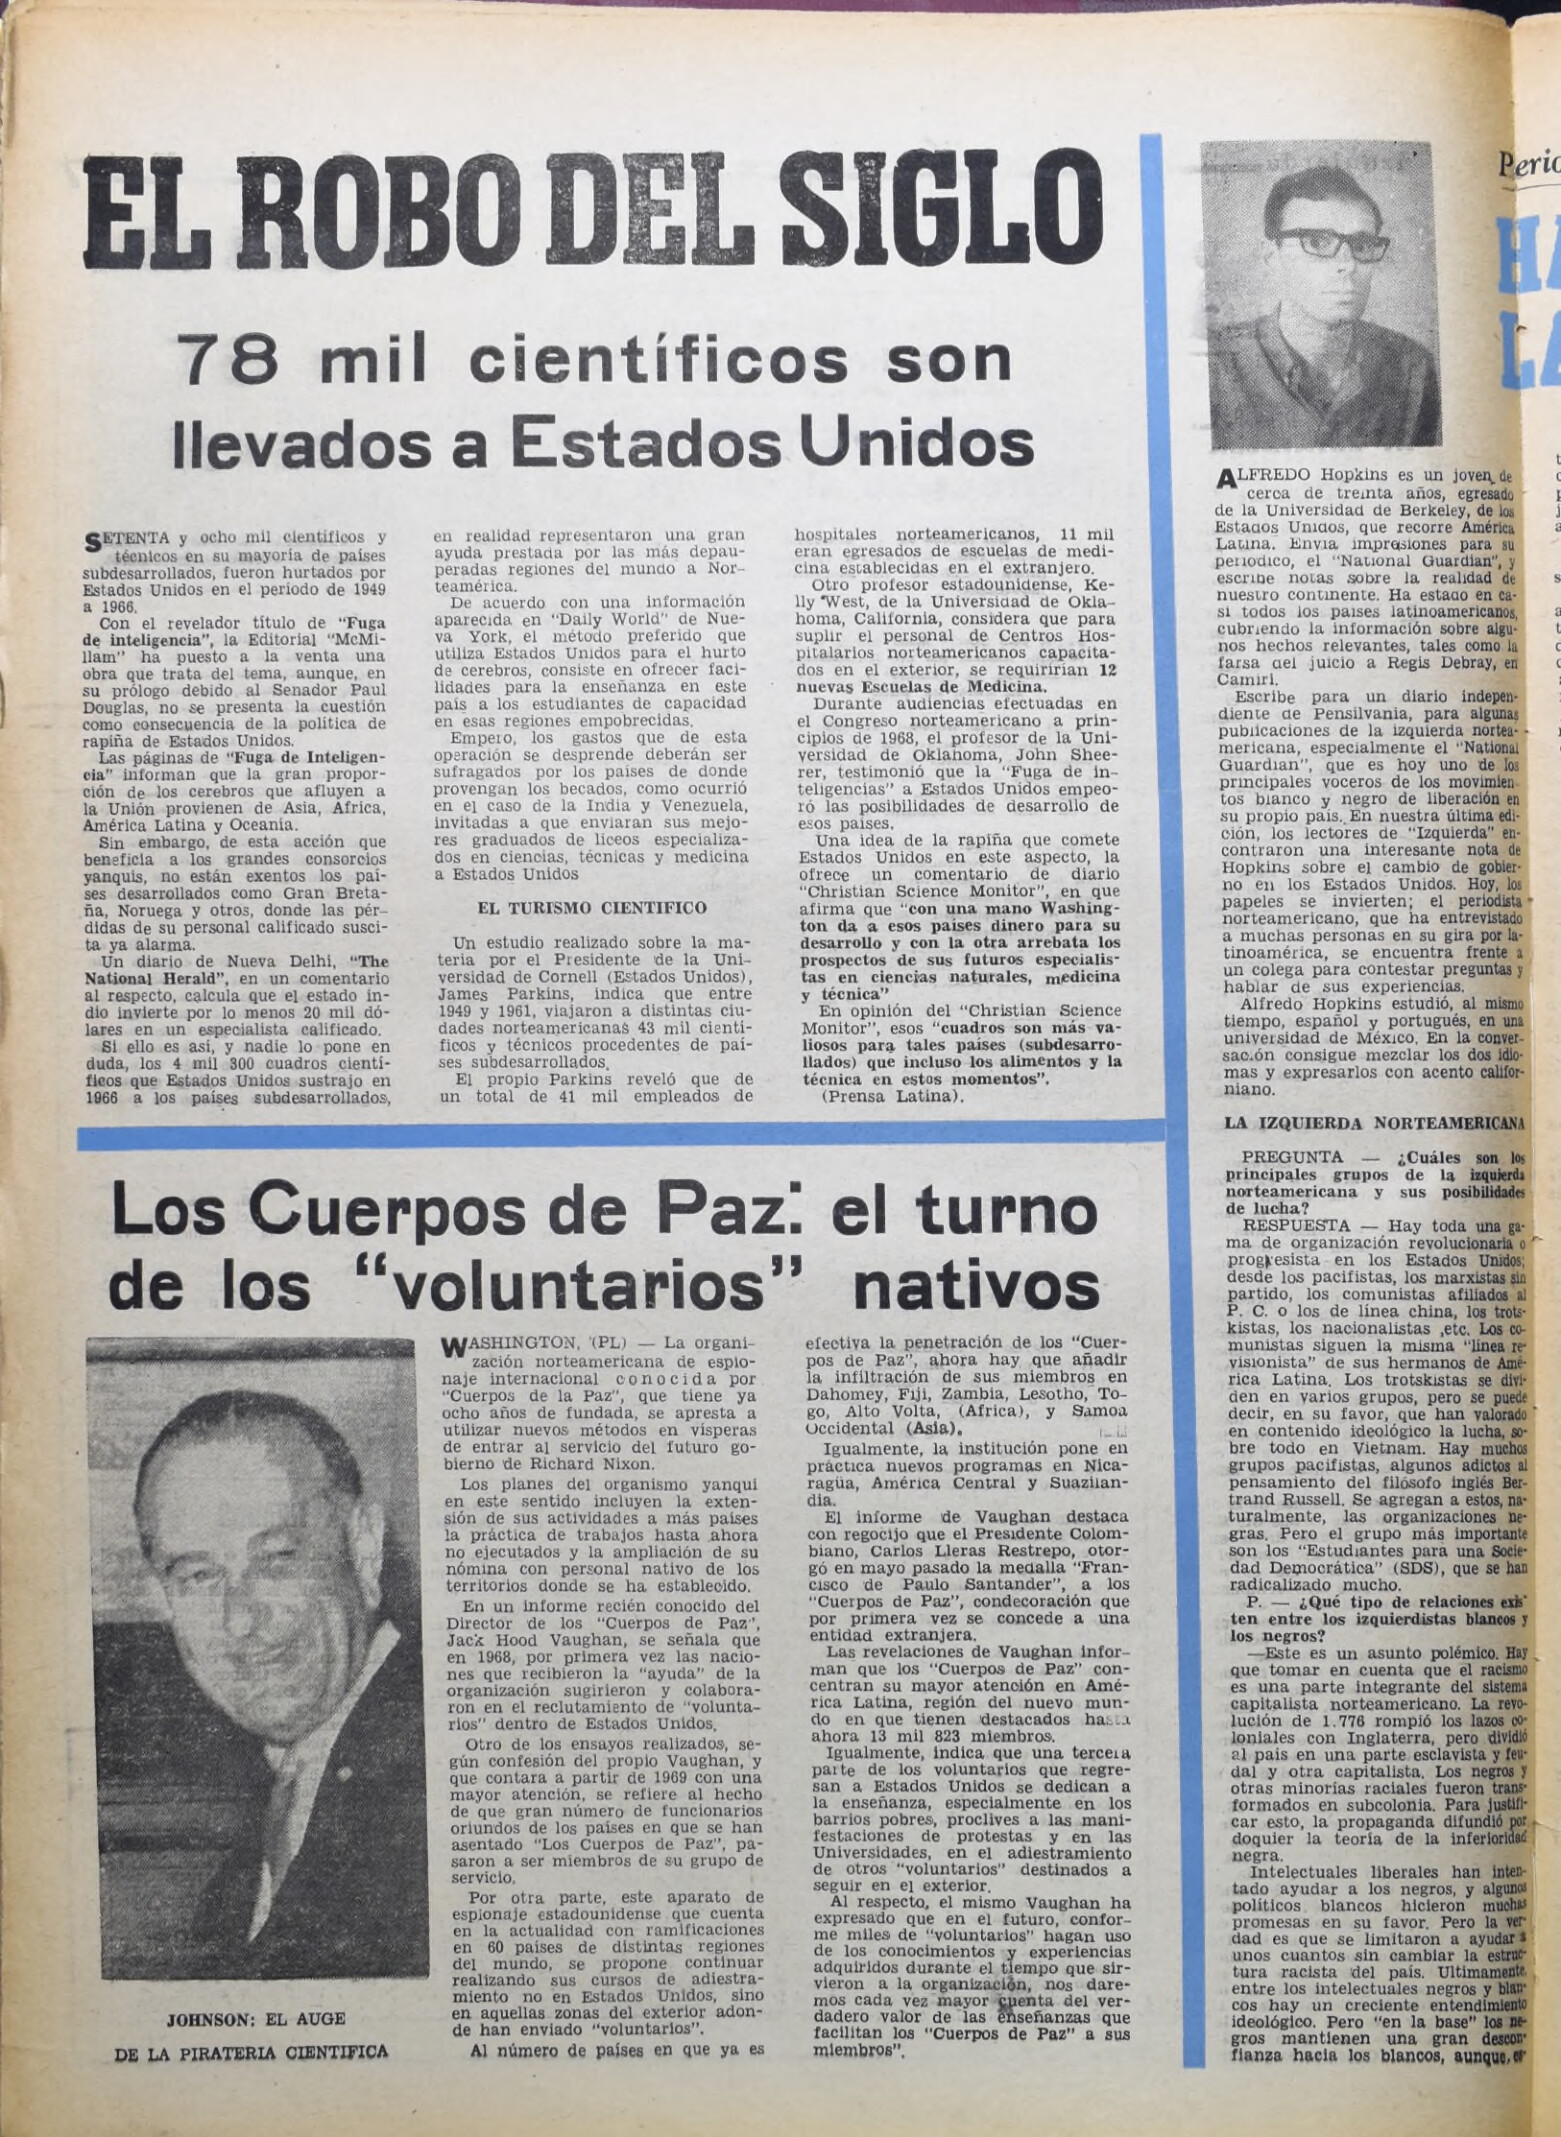 EL ROBO DEL SIGLO
78 mil científicos son
llevados a Estados Unidos
SETENTA y ocho mil científicos y
técnicos en su mayoría de países
subdesarrollados, fueron hurtados por
Estados Unidos en el periodo de 1949
a 1966.
Con el revelador título de "Fuga
de inteligencia", la Editorial "McMi-
llam" ha puesto a la venta una
obra que trata del tema, aunque, en
su prólogo debido al Senador Paul
Douglas, no se presenta la cuestión
como consecuencia de la política de
rapiña de Estados Unidos.
Las páginas de "Fuga de Inteligen-
cia" informan que la gran propor-
ción de los cerebros que afluyen a
la Unión provienen de Asia, Africa,
América Latina y Oceanía.
Sin embargo, de esta acción que
beneficia a los grandes consorcios
yanquis, no están exentos los paí-
ses desarrollados como Gran Breta-
ña, Noruega y otros, donde las pér-
didas de su personal calificado susci-
ta ya alarma.
Un diario de Nueva Delhi, "The
National Herald", en un comentario
al respecto, calcula que el estado in-
dio invierte por lo menos 20 mil dó-
lares en un especialista calificado.
Si ello es así, y nadie lo pone en
duda, los 4 mil 300 cuadros cientí-
ficos que Estados Unidos sustrajo en
1966 a los países subdesarrollados,
en realidad representaron una gran
ayuda prestada por las más depau-
peradas regiones del mundo a Nor-
teamérica.
De acuerdo con una información
aparecida en "Daily World" de Nue-
va York, el método preferido que
utiliza Estados Unidos para el hurto
de cerebros, consiste en ofrecer faci-
lidades para la enseñanza en este
país a los estudiantes de capacidad
en esas regiones empobrecidas.
Empero, los gastos que de esta
operación se desprende deberán ser
sufragados por los países de donde
provengan los becados, como ocurrió
en el caso de la India y Venezuela,
invitadas a que enviaran sus mejo-
res graduados de liceos especializa-
dos en ciencias, técnicas y medicina
a Estados Unidos
EL TURISMO CIENTIFICO
Un estudio realizado sobre la ma-
teria por el Presidente de la Uni-
versidad de Cornell (Estados Unidos),
James Parkins, indica que entre
1949 y 1961, viajaron a distintas ciu-
dades norteamericanas 43 mil cientí-
ficos y técnicos procedentes de paí-
ses subdesarrollados.
El propio Parkins reveló que de
un total de 41 mil empleados de
hospitales norteamericanos, 11 mil
eran egresados de escuelas de medi-
cina establecidas en el extranjero.
Otro profesor estadounidense, Ke-
lly West, de la Universidad de Okla-
homa, California, considera que para
suplir el personal de Centros Hos-
pitalarios norteamericanos capacita-
dos en el exterior, se requirirían 12
nuevas Escuelas de Medicina.
Durante audiencias efectuadas en
el Congreso norteamericano a prin-
cipios de 1968, el profesor de la Uni-
versidad de Oklahoma, John Shee-
rer, testimonió que la "Fuga de in-
teligencias" a Estados Unidos empeo-
ró las posibilidades de desarrollo de
esos países.
Una idea de la rapiña que comete
Estados Unidos en este aspecto, la
ofrece un comentario de diario
"Christian Science Monitor", en que
afirma que "con una mano Washing-
ton da a esos países dinero para su
desarrollo y con la otra arrebata los
prospectos de sus futuros especialis-
tas en ciencias naturales, medicina
y técnica"
En opinión del "Christian Science
Monitor", esos "cuadros son más va-
liosos para tales países (subdesarro-
llados) que incluso los alimentos y la
técnica en estos momentos".
(Prensa Latina).
Los Cuerpos de Paz: el turno
de los "voluntarios" nativos
JOHNSON: EL AUGE
DE LA PIRATERIA CIENTIFICA
WASHINGTON, (PL) — La organi-
zación norteamericana de espio-
naje internacional conocida por
"Cuerpos de la Paz", que tiene ya
ocho años de fundada, se apresta a
utilizar nuevos métodos en vísperas
de entrar al servicio del futuro go-
bierno de Richard Nixon.
Los planes del organismo yanqui
en este sentido incluyen la exten-
sión de sus actividades a más países
la práctica de trabajos hasta ahora
no ejecutados y la ampliación de su
nómina con personal nativo de los
territorios donde se ha establecido.
En un informe recién conocido del
Director de los "Cuerpos de Paz",
Jack Hood Vaughan, se señala que
en 1968, por primera vez las nacio-
nes que recibieron la "ayuda" de la
organización sugirieron y colabora-
ron en el reclutamiento de "volunta-
rios" dentro de Estados Unidos.
Otro de los ensayos realizados, se-
gún confesión del propio Vaughan, y
que contara a partir de 1969 con una
mayor atención, se refiere al hecho
de que gran número de funcionarios
oriundos de los países en que se han
asentado "Los Cuerpos de Paz", pa-
saron a ser miembros de su grupo de
servicio.
Por otra parte, este aparato de
espionaje estadounidense que cuenta
en la actualidad con ramificaciones
en 60 países de distintas regiones
del mundo, se propone continuar
realizando sus cursos de adiestra-
miento no en Estados Unidos, sino
en aquellas zonas del exterior adon-
de han enviado "voluntarios".
Al número de países en que ya es
efectiva la penetración de los "Cuer-
pos de Paz", ahora hay que añadir
la infiltración de sus miembros en
Dahomey, Fiji, Zambia, Lesotho, To-
go, Alto Volta, (Africa), y Samoa
Occidental (Asia).
Igualmente, la institución pone en
práctica nuevos programas en Nica-
ragüa, América Central y Suazilan-
dia.
El informe de Vaughan destaca
con regocijo que el Presidente Colom-
biano, Carlos Lleras Restrepo, otor-
gó en mayo pasado la medalla "Fran-
cisco de Paulo Santander", a los
"Cuerpos de Paz", condecoración que
por primera vez se concede a una
entidad extranjera.
Las revelaciones de Vaughan infor-
man que los "Cuerpos de Paz" con-
centran su mayor atención en Amé-
rica Latina, región del nuevo mun-
do en que tienen destacados hasta
ahora 13 mil 823 miembros.
Igualmente, indica que una tercera
parte de los voluntarios que regre-
san a Estados Unidos se dedican a
la enseñanza, especialmente en los
barrios pobres, proclives a las mani-
festaciones de protestas y en las
Universidades, en el adiestramiento
de otros "voluntarios" destinados a
seguir en el exterior.
Al respecto, el mismo Vaughan ha
expresado que en el futuro, confor-
me miles de "voluntarios" hagan uso
de los conocimientos y experiencias
adquiridos durante el tiempo que sir-
vieron a la organización, nos dare-
mos cada vez mayor cuenta del ver-
dadero valor de las enseñanzas que
facilitan los "Cuerpos de Paz" a sus
miembros".
ALFREDO Hopkins es un joven de
cerca de treinta años, egresado
de la Universidad de Berkeley, de los
Estados Unidos, que recorre América
Latina. Envía impresiones para su
periodico, el "National Guardian", y
escribe notas sobre la realidad de
nuestro continente. Ha estado en ca-
si todos los países latinoamericanos,
cubriendo la información sobre algu-
nos hechos relevantes, tales como la
farsa del juicio a Regis Debray, en
Camiri.
Escribe para un diario indepen-
diente de Pensilvania, para algunas
publicaciones de la izquierda nortea-
mericana, especialmente el "National
Guardian", que es hoy uno de los
principales voceros de los movimien-
tos blanco y negro de liberación en
su propio país. En nuestra última edi-
ción, los lectores de "Izquierda" en-
contraron una interesante nota de
Hopkins sobre el cambio de gobier-
no en los Estados Unidos. Hoy, los
papeles se invierten; el periodista
norteamericano, que ha entrevistado
a muchas personas en su gira por la-
tinoamérica, se encuentra frente a
un colega para contestar preguntas y
hablar de sus experiencias.
Alfredo Hopkins estudió, al mismo
tiempo, español y portugués, en una
universidad de México. En la conver-
sación consigue mezclar los dos idio-
mas y expresarlos con acento califor-
niano.
LA IZQUIERDA NORTEAMERICANA
PREGUNTA — ¿Cuáles son los
principales grupos de la izquierda
norteamericana y sus posibilidades
de lucha?
RESPUESTA — Hay toda una ga-
ma de organización revolucionaria o
progresista en los Estados Unidos;
desde los pacifistas, los marxistas sin
partido, los comunistas afiliados al
P. C. o los de línea china, los trots-
kistas, los nacionalistas ,etc. Los co-
munistas siguen la misma "línea re-
visionista" de sus hermanos de Amé-
rica Latina. Los trotskistas se divi-
den en varios grupos, pero se puede
decir, en su favor, que han valorado
en contenido ideológico la lucha, so-
bre todo en Vietnam. Hay muchos
grupos pacifistas, algunos adictos al
pensamiento del filósofo inglés Ber-
trand Russell. Se agregan a estos, na-
turalmente, las organizaciones ne-
gras. Pero el grupo más importante
son los "Estudiantes para una Socie-
dad Democrática" (SDS), que se han
radicalizado mucho.
P. — ¿Qué tipo de relaciones exis-
ten entre los izquierdistas blancos y
los negros?
—Este es un asunto polémico. Hay
que tomar en cuenta que el racismo
es una parte integrante del sistema
capitalista norteamericano. La revo-
lución de 1.776 rompió los lazos co-
loniales con Inglaterra, pero dividió
al país en una parte esclavista y feu-
dal y otra capitalista. Los negros y
otras minorías raciales fueron trans-
formados en subcolonia. Para justifi-
car esto, la propaganda difundió por
doquier la teoría de la inferioridad
negra.
Intelectuales liberales han inten-
tado ayudar a los negros, y algunos
políticos blancos hicieron muchas
promesas en su favor. Pero la ver-
dad es que se limitaron a ayudar a
unos cuantos sin cambiar la estruc-
tura racista del país. Ultimamente,
entre los intelectuales negros y blan-
cos hay un creciente entendimiento
ideológico. Pero "en la base" los ne-
gros mantienen una gran descon-
fianza hacia los blancos, aunque,
Perio
HA
LA